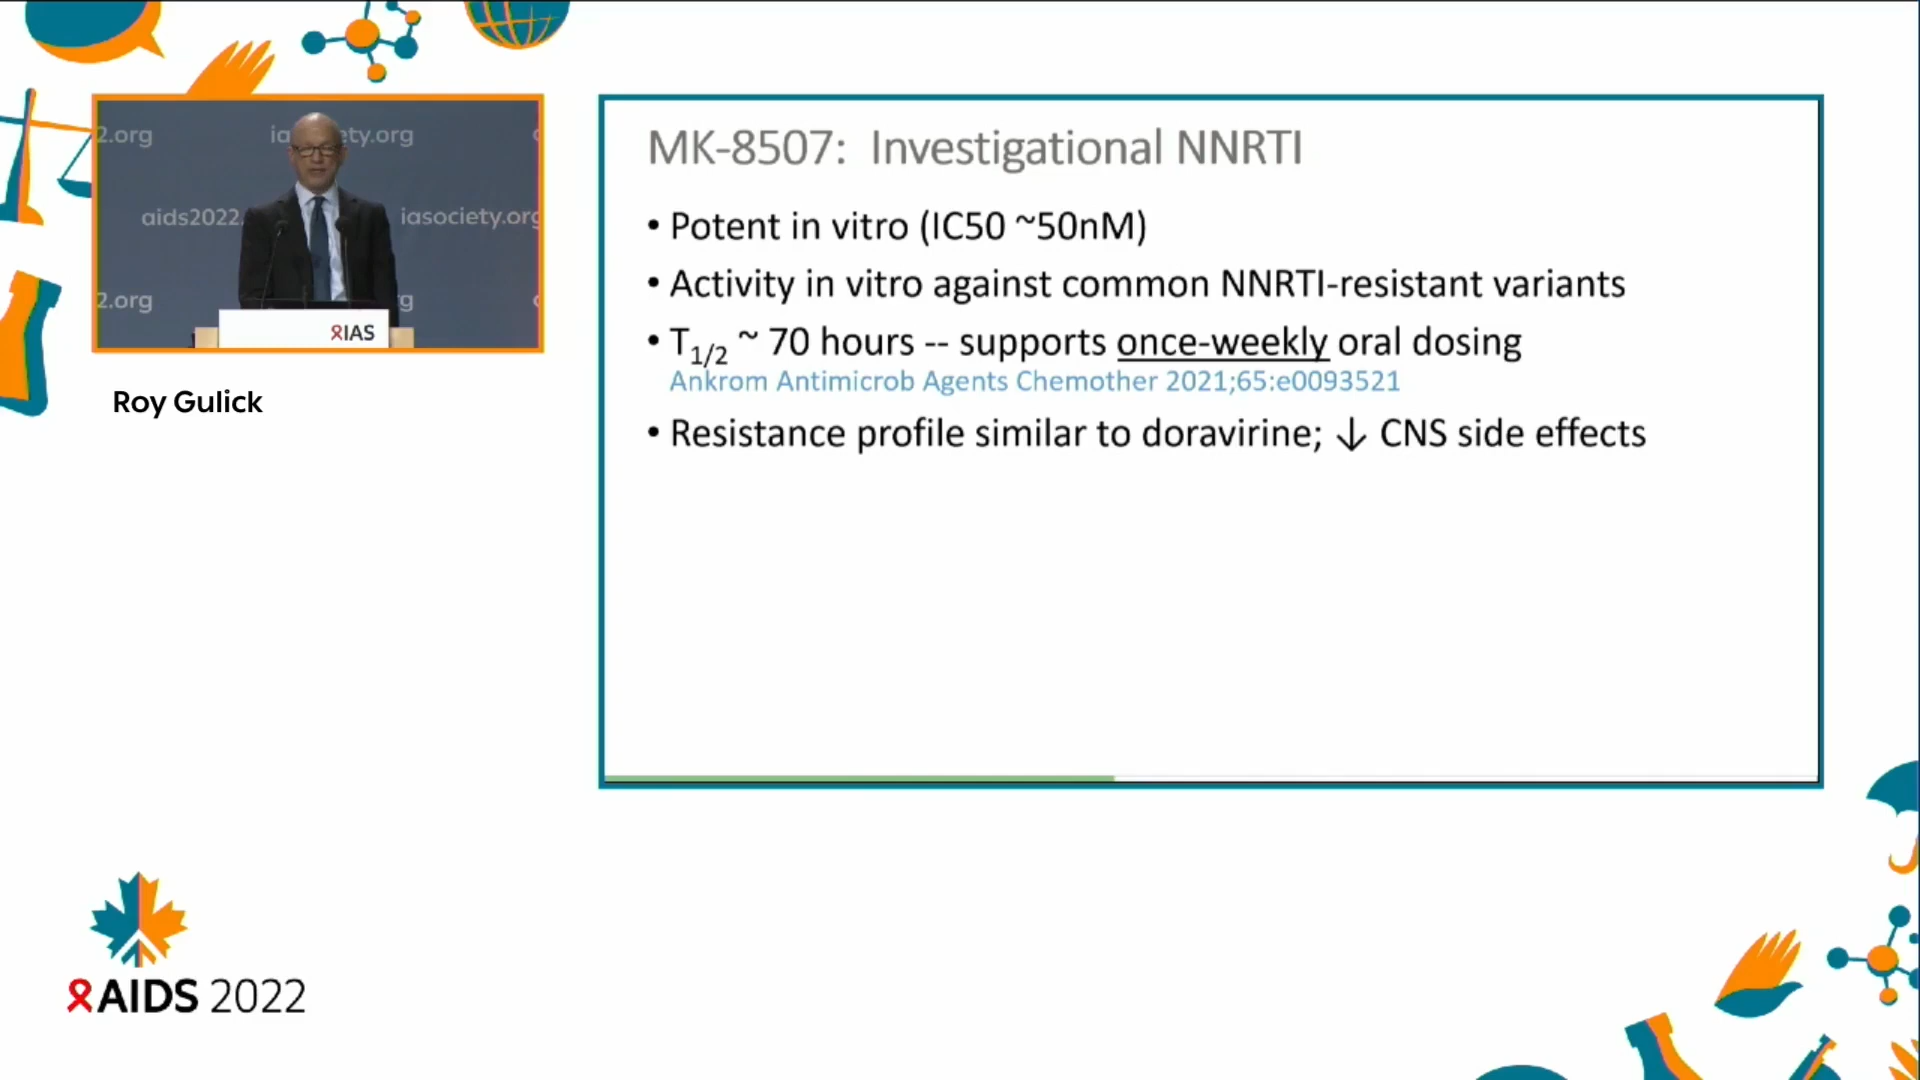 2.org
iasociety.org
aids2022.
iasociety.org
2.org
IAS
Roy Gulick
MK-8507: Investigational NNRTI
• Potent in vitro (IC50 ~50nM)
• Activity in vitro against common NNRTI-resistant variants
• T1/2 ~ 70 hours -- supports once-weekly oral dosing
Ankrom Antimicrob Agents Chemother 2021;65:e0093521
• Resistance profile similar to doravirine; ↓ CNS side effects
AIDS 2022